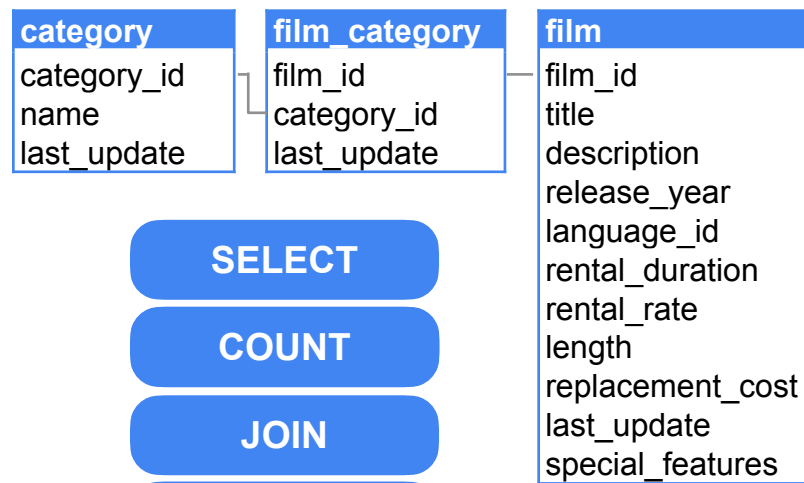 category
category_id
name
last_update
film_category
film_id
category_id
last_update
film
film_id
title
description
release_year
language_id
rental_duration
rental_rate
length
replacement_cost
last_update
special_features
SELECT
COUNT
JOIN